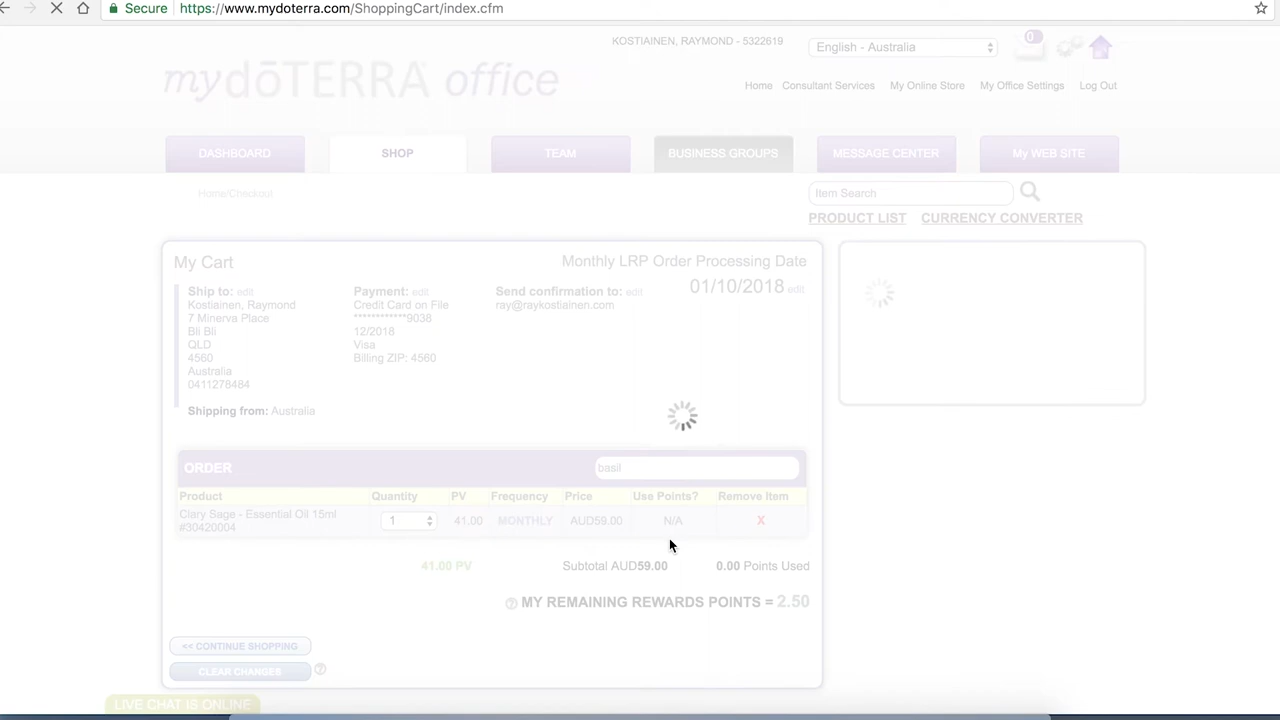 Secure https://www.mydoterra.com/ShoppingCart/index.cfm
KOSTIAINEN, RAYMOND - 5322619
English - Australia
0
mydōTERRA office
Home Consultant Services My Online Store My Office Settings Log Out
DASHBOARD SHOP TEAM BUSINESS GROUPS MESSAGE CENTER My WEB SITE
Home/Checkout
Item Search
PRODUCT LIST CURRENCY CONVERTER
My Cart
Monthly LRP Order Processing Date
01/10/2018 edit
Ship to: edit
Kostiainen, Raymond
7 Minerva Place
Bli Bli
QLD
4560
Australia
0411278484
Payment: edit
Credit Card on File
************9038
12/2018
Visa
Billing ZIP: 4560
Send confirmation to: edit
ray@raykostiainen.com
Shipping from: Australia
ORDER basil
Product Quantity PV Frequency Price Use Points? Remove Item
Clary Sage - Essential Oil 15ml
#30420004
1 41.00 MONTHLY AUD59.00 N/A X
41.00 PV Subtotal AUD59.00 0.00 Points Used
? MY REMAINING REWARDS POINTS = 2.50
<< CONTINUE SHOPPING
CLEAR CHANGES ?
LIVE CHAT IS ONLINE